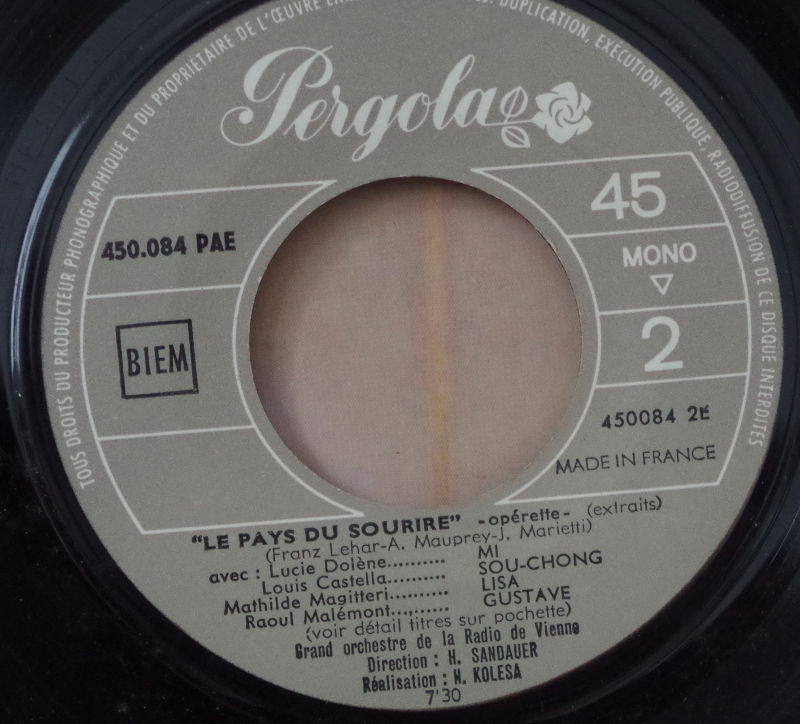 TOUS DROITS DU PRODUCTEUR PHONOGRAPHIQUE ET DU PROPRIÉTAIRE DE L'ŒUVRE
DUPLICATION, EXÉCUTION PUBLIQUE, RADIODIFFUSION DE CE DISQUE INTERDITES
Pergola
45
450.084 PAE
MONO
BIEM
2
450084 2E
MADE IN FRANCE
"LE PAYS DU SOURIRE" -opérette- (extraits)
(Franz Lehar-A. Mauprey-J. Marietti)
avec : Lucie Dolène.......... MI
Louis Castella.......... SOU-CHONG
Mathilde Magitteri.......... LISA
Raoul Malémont.......... GUSTAVE
(voir détail titres sur pochette)
Grand orchestre de la Radio de Vienne
Direction : H. SANDAUER
Réalisation : H. KOLESA
7'30